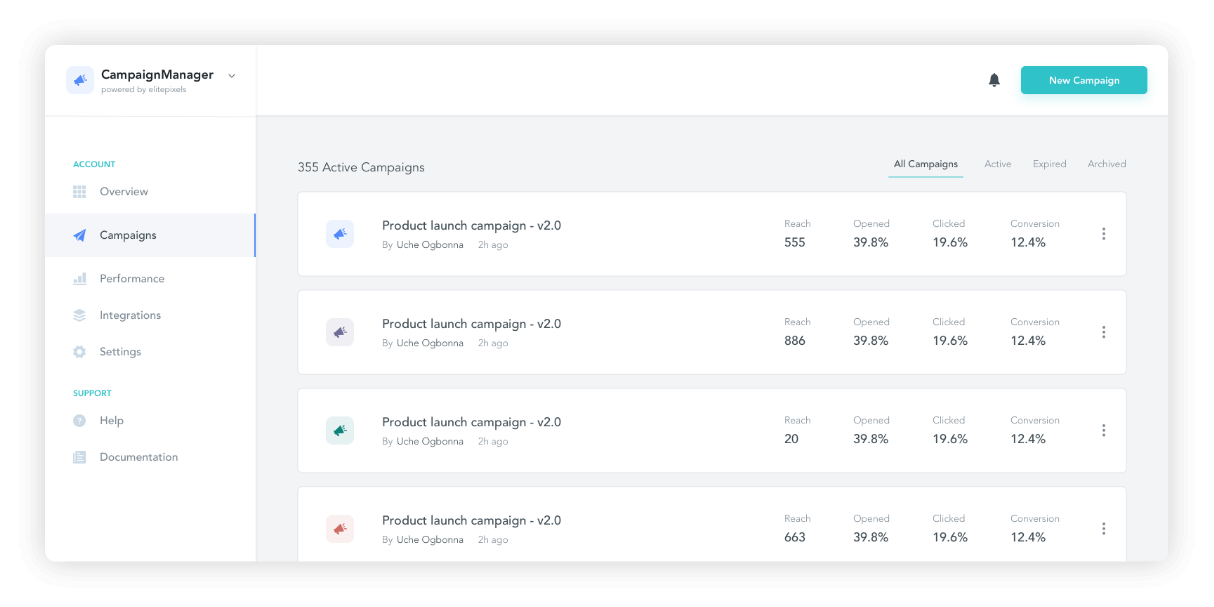 CampaignManager
powered by elitepixels
New Campaign
ACCOUNT
Overview
Campaigns
Performance
Integrations
Settings
SUPPORT
Help
Documentation
355 Active Campaigns
All Campaigns Active Expired Archived
Product launch campaign - v2.0
By Uche Ogbonna 2h ago
Reach Opened Clicked Conversion
555 39.8% 19.6% 12.4%
Product launch campaign - v2.0
By Uche Ogbonna 2h ago
Reach Opened Clicked Conversion
886 39.8% 19.6% 12.4%
Product launch campaign - v2.0
By Uche Ogbonna 2h ago
Reach Opened Clicked Conversion
20 39.8% 19.6% 12.4%
Product launch campaign - v2.0
By Uche Ogbonna 2h ago
Reach Opened Clicked Conversion
663 39.8% 19.6% 12.4%